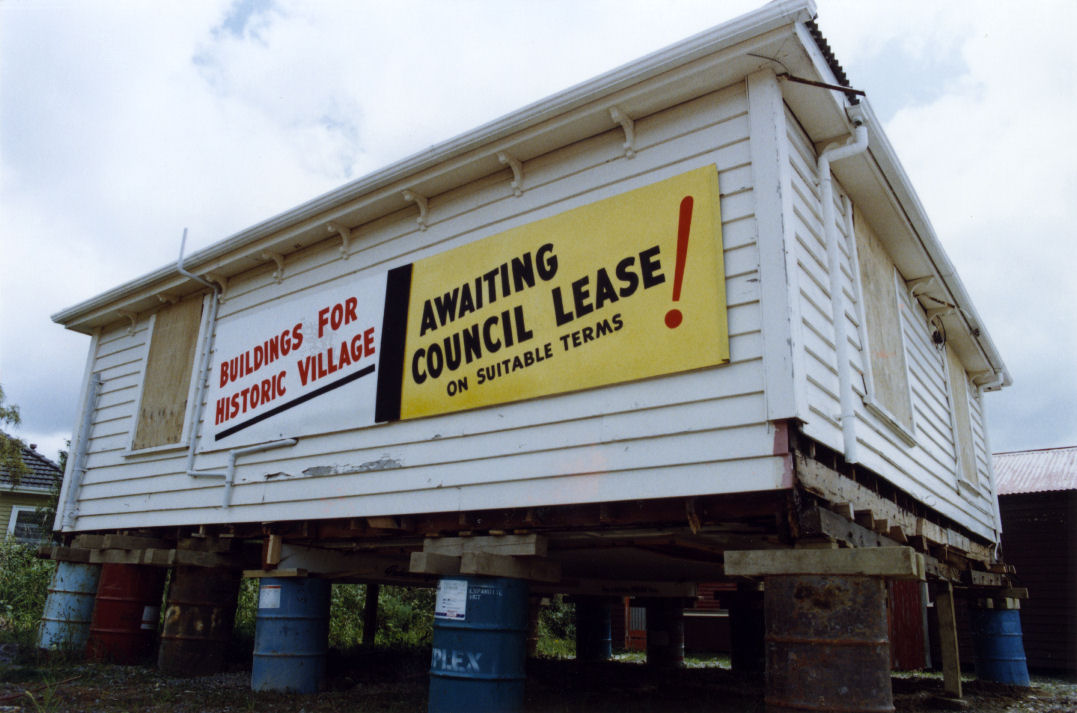 BUILDINGS FOR
HISTORIC VILLAGE
AWAITING
COUNCIL LEASE!
ON SUITABLE TERMS
PLEX